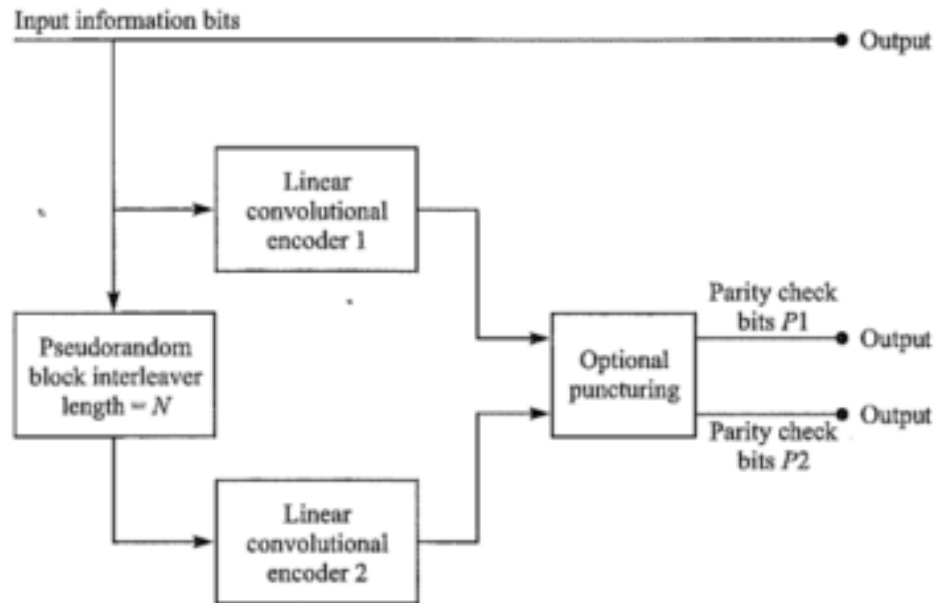 Input information bits
Output
Linear
convolutional
encoder 1
Pseudorandom
block interleaver
length = N
Optional
puncturing
Parity check
bits P1
Output
Output
Parity check
bits P2
Linear
convolutional
encoder 2